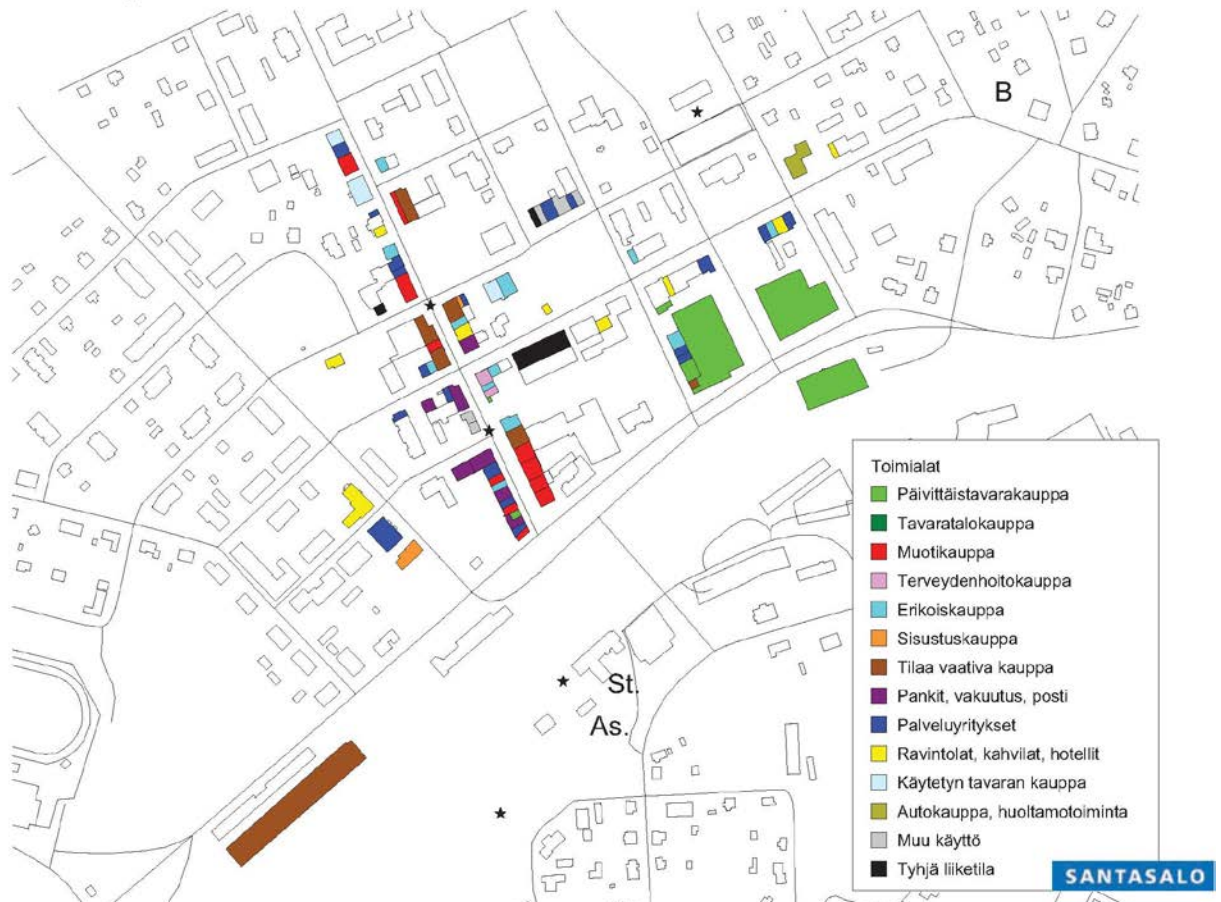 B
St.
As.
Toimialat
Päivittäistavarakauppa
Tavaratalokauppa
Muotikauppa
Terveydenhoitokauppa
Erikoiskauppa
Sisustuskauppa
Tilaa vaativa kauppa
Pankit, vakuutus, posti
Palveluyritykset
Ravintolat, kahvilat, hotellit
Käytetyn tavaran kauppa
Autokauppa, huoltamotoiminta
Muu käyttö
Tyhjä liiketila
SANTASALO